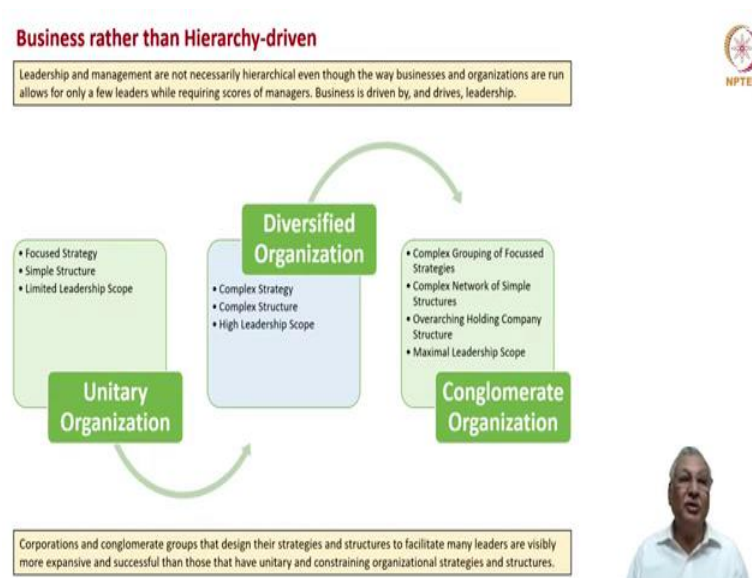 Business rather than Hierarchy-driven
Leadership and management are not necessarily hierarchical even though the way businesses and organizations are run
allows for only a few leaders while requiring scores of managers. Business is driven by, and drives, leadership.
NPTE
• Focused Strategy
• Simple Structure
• Limited Leadership Scope
Unitary
Organization
Diversified
Organization
• Complex Strategy
• Complex Structure
• High Leadership Scope
• Complex Grouping of Focussed
Strategies
• Complex Network of Simple
Structures
• Overarching Holding Company
Structure
• Maximal Leadership Scope
Conglomerate
Organization
Corporations and conglomerate groups that design their strategies and structures to facilitate many leaders are visibly
more expansive and successful than those that have unitary and constraining organizational strategies and structures.